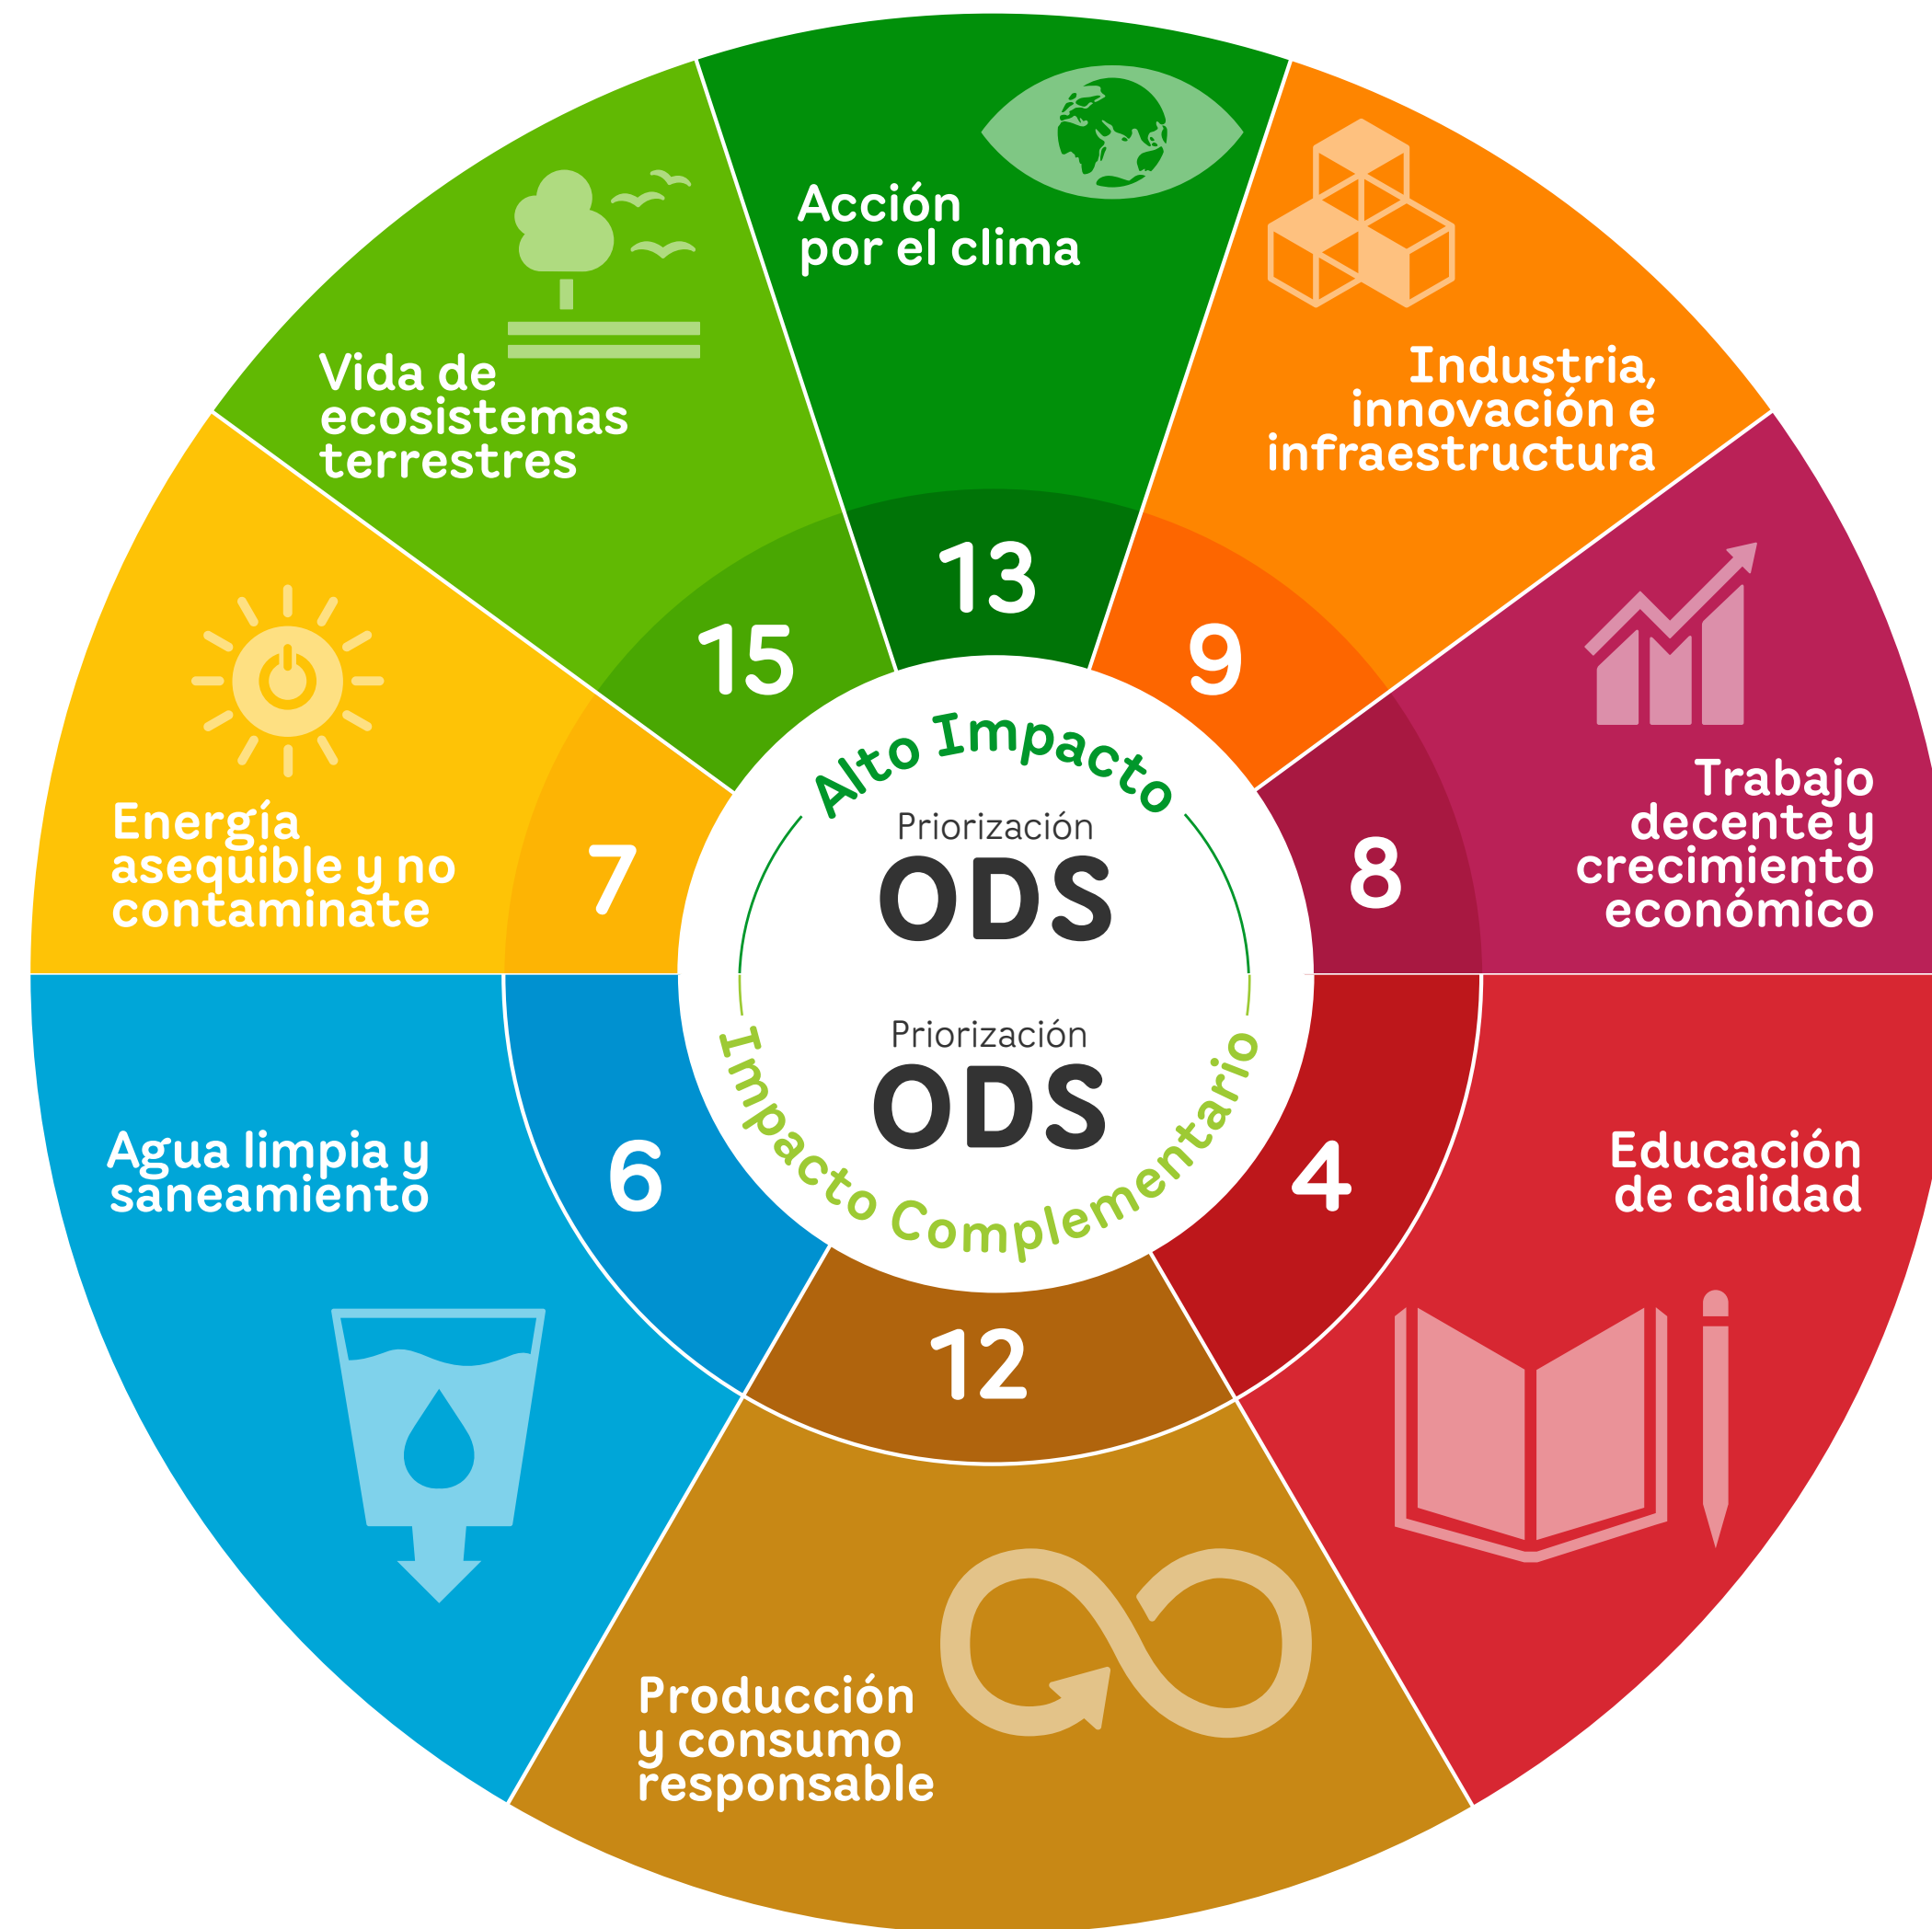 Acción
por el clima
13
Industria,
innovación e
infraestructura
9
Trabajo
decente y
crecimiento
económico
8
Vida de
ecosistemas
terrestres
15
Energía
asequible y no
contaminate
7
Alto Impacto
Priorización
ODS
Priorización
ODS
Impacto Complementario
Agua limpia y
saneamiento
6
Educación
de calidad
4
12
Producción
y consumo
responsable